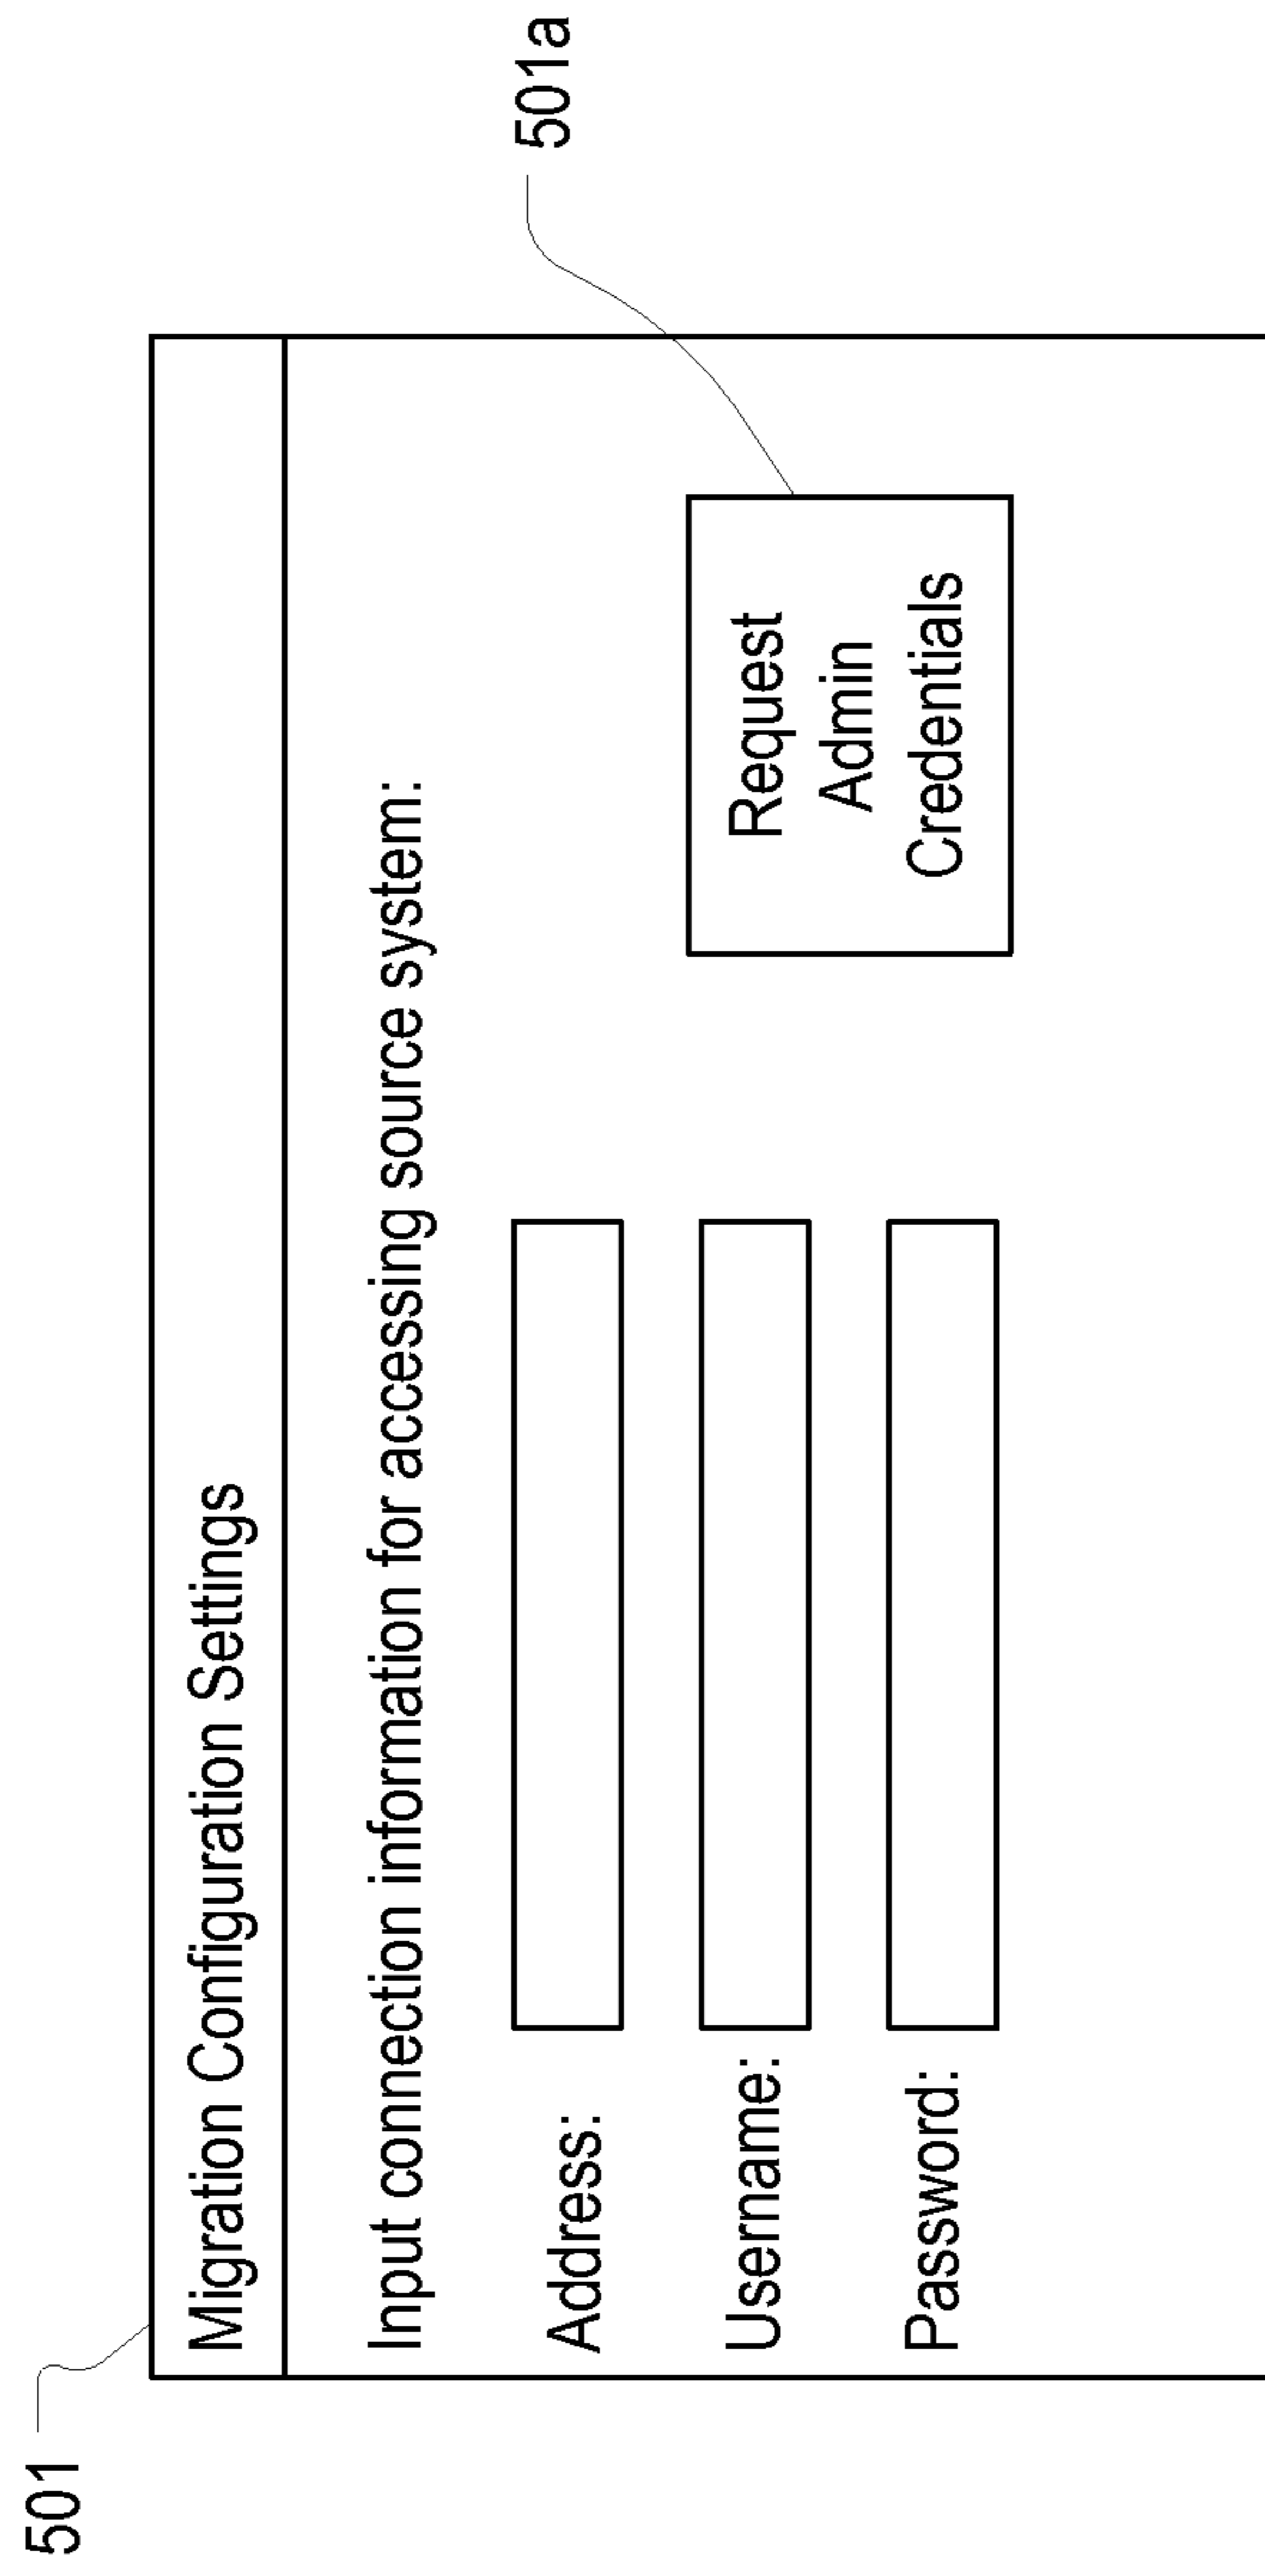 501
Migration Configuration Settings
Input connection information for accessing source system:
Address:
Username:
Password:
Request
Admin
Credentials
501a